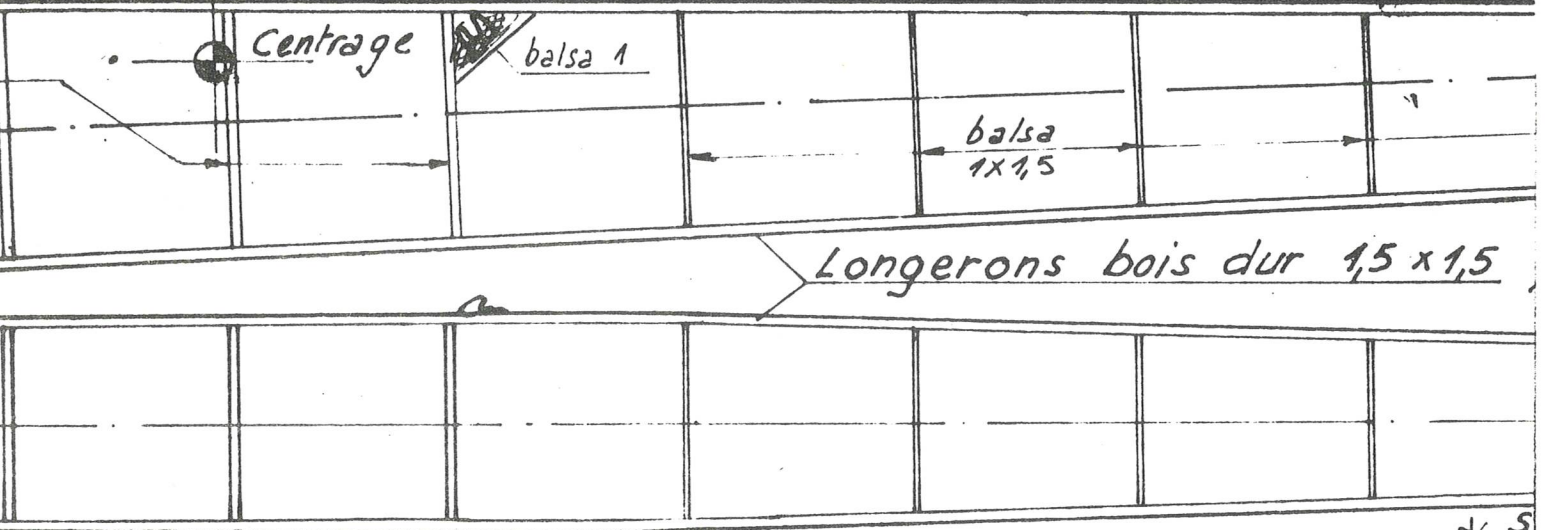 Centrage
balsa 1
balsa
1x1,5
Longerons bois dur 1,5 x 1,5